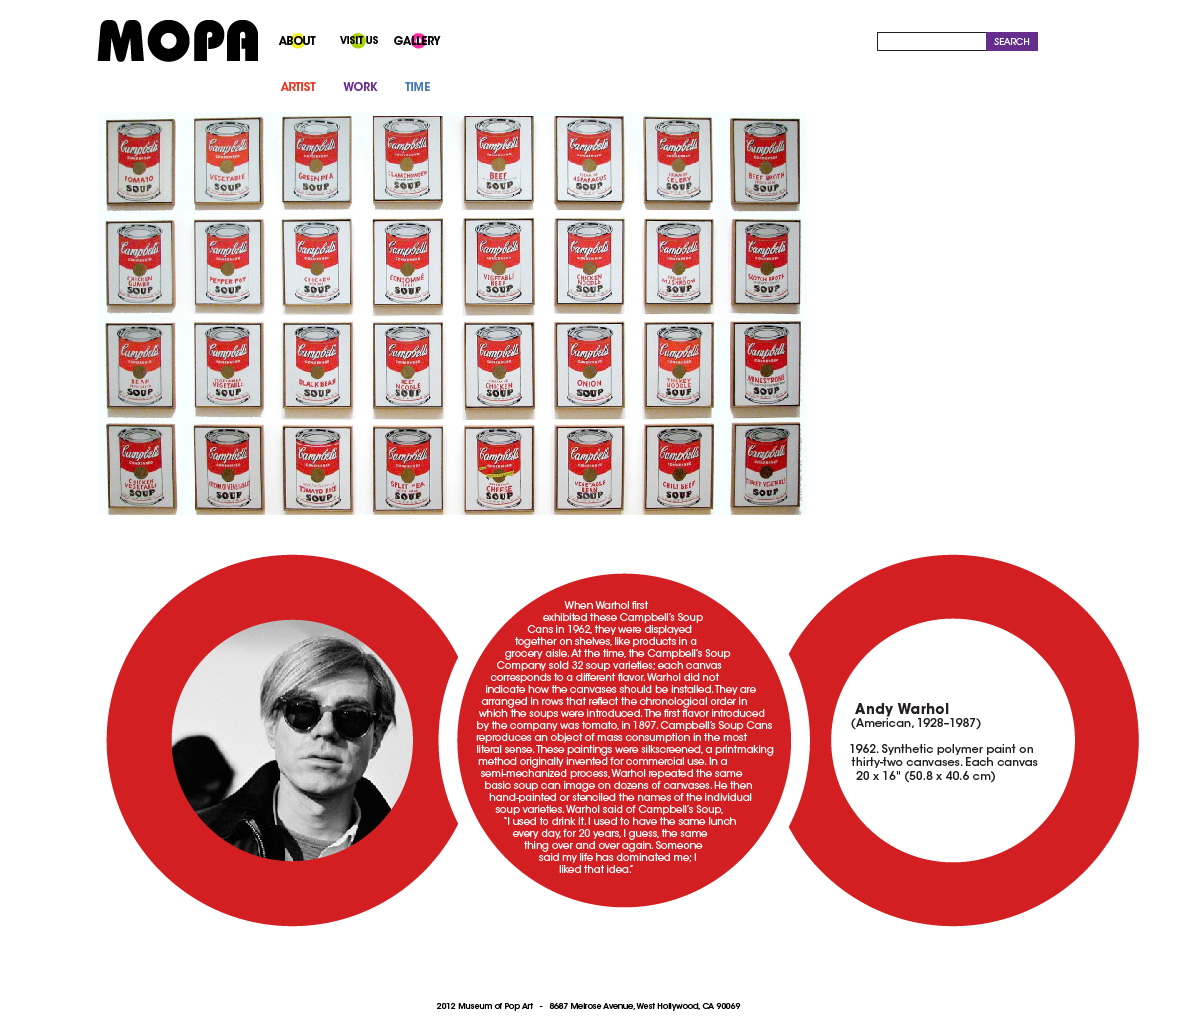 MOPA
ABOUT VISIT US GALLERY
SEARCH
ARTIST WORK TIME
Campbell's Campbell's Campbell's Campbell's Campbell's Campbell's Campbell's Campbell's
CONDENSED CONDENSED CONDENSED CONDENSED CONDENSED CONDENSED CONDENSED CONDENSED
TOMATO VEGETABLE GREEN PEA CLAM CHOWDER BEEF ASPARAGUS CELERY BEEF BROTH
SOUP SOUP SOUP SOUP SOUP SOUP SOUP SOUP
Campbell's Campbell's Campbell's Campbell's Campbell's Campbell's Campbell's Campbell's
CONDENSED CONDENSED CONDENSED CONDENSED CONDENSED CONDENSED CONDENSED CONDENSED
CHICKEN GUMBO PEPPER POT CHICKEN CONSOMMÉ VEGETABLE BEEF CHICKEN NOODLE MUSHROOM SCOTCH BROTH
SOUP SOUP SOUP SOUP SOUP SOUP SOUP SOUP
Campbell's Campbell's Campbell's Campbell's Campbell's Campbell's Campbell's Campbell's
CONDENSED CONDENSED CONDENSED CONDENSED CONDENSED CONDENSED CONDENSED CONDENSED
BEAN VEGETARIAN VEGETABLE BLACK BEAN BEEF NOODLE CHICKEN ONION TURKEY NOODLE MINESTRONE
SOUP SOUP SOUP SOUP SOUP SOUP SOUP SOUP
Campbell's Campbell's Campbell's Campbell's Campbell's Campbell's Campbell's Campbell's
CONDENSED CONDENSED CONDENSED CONDENSED CONDENSED CONDENSED CONDENSED CONDENSED
CHICKEN VEGETABLE CREAM OF VEGETABLE TOMATO RICE SPLIT PEA CHEESE VEGETABLE BEAN CHILI BEEF TURKEY VEGETABLE
SOUP SOUP SOUP SOUP SOUP SOUP SOUP SOUP
When Warhol first
exhibited these Campbell's Soup
Cans in 1962, they were displayed
together on shelves, like products in a
grocery aisle. At the time, the Campbell's Soup
Company sold 32 soup varieties; each canvas
corresponds to a different flavor. Warhol did not
indicate how the canvases should be installed. They are
arranged in rows that reflect the chronological order in
which the soups were introduced. The first flavor introduced
by the company was tomato, in 1897. Campbell's Soup Cans
reproduces an object of mass consumption in the most
literal sense. These paintings were silkscreened, a printmaking
method originally invented for commercial use. In a
semi-mechanized process, Warhol repeated the same
basic soup can image on dozens of canvases. He then
hand-painted or stenciled the names of the individual
soup varieties. Warhol said of Campbell's Soup,
"I used to drink it. I used to have the same lunch
every day, for 20 years, I guess, the same
thing over and over again. Someone
said my life has dominated me; I
liked that idea."
Andy Warhol
(American, 1928–1987)
1962. Synthetic polymer paint on
thirty-two canvases. Each canvas
20 x 16" (50.8 x 40.6 cm)
2012 Museum of Pop Art - 8687 Melrose Avenue, West Hollywood, CA 90069